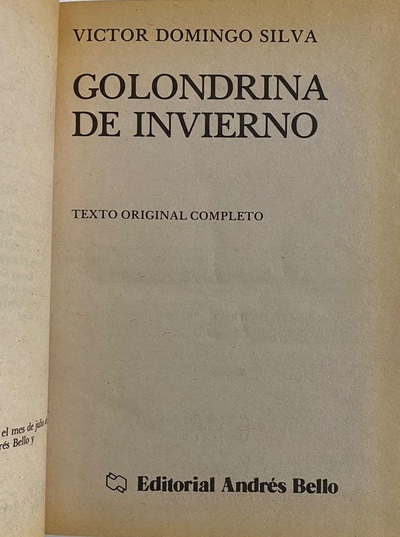 VICTOR DOMINGO SILVA
GOLONDRINA
DE INVIERNO
TEXTO ORIGINAL COMPLETO
el mes de julio
rés Bello y
Editorial Andrés Bello